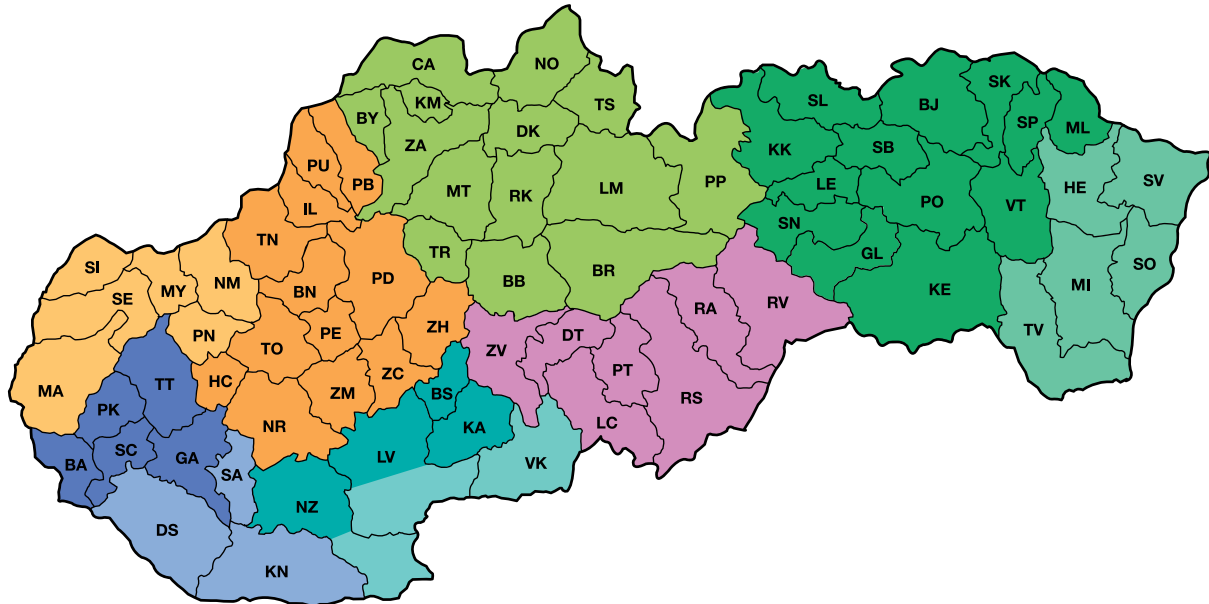 CA
NO
KM
TS
BY
DK
ZA
SL
BJ
SK
SP
ML
PU
PB
MT
RK
LM
PP
KK
SB
HE
SV
IL
LE
PO
VT
TN
TR
BB
BR
SN
GL
SI
SE
MY
NM
BN
PD
KE
MI
SO
PN
TO
PE
ZH
ZV
DT
RA
RV
TV
MA
TT
HC
ZM
ZC
BS
PT
RS
PK
NR
KA
LC
BA
SC
GA
SA
LV
VK
DS
NZ
KN